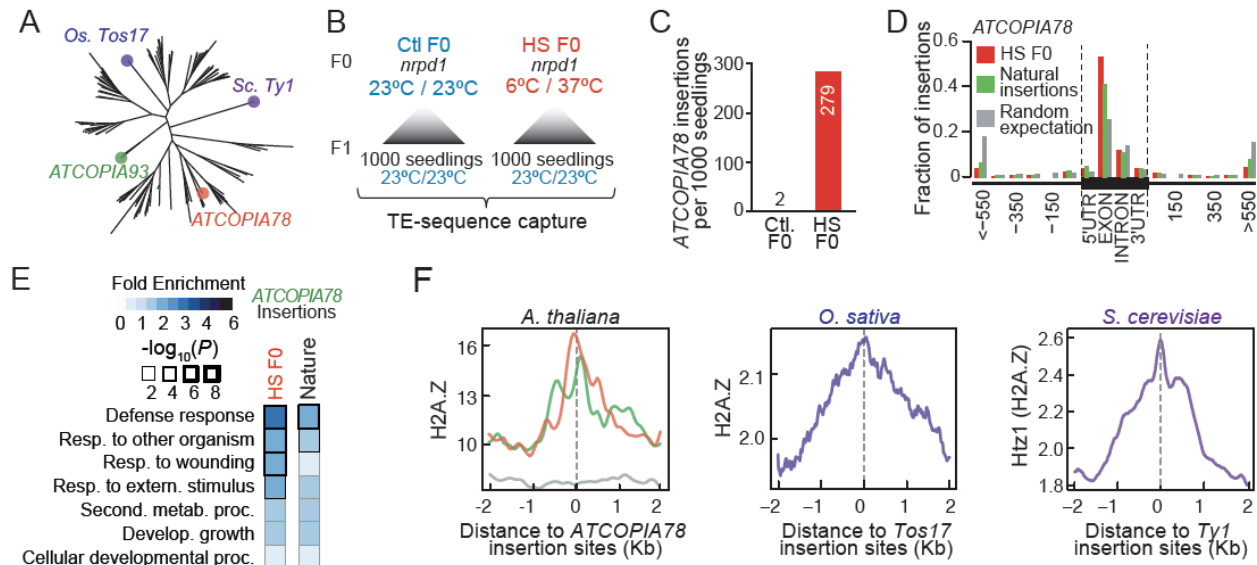 A
Os. Tos17
Sc. Ty1
ATCOPIA93
ATCOPIA78
B
F0
Ctl F0
nrpd1
23ºC / 23ºC
HS F0
nrpd1
6ºC / 37ºC
F1
1000 seedlings
23ºC/23ºC
1000 seedlings
23ºC/23ºC
TE-sequence capture
C
ATCOPIA78 insertions
per 1000 seedlings
300
200
100
0
2
279
Ctl.
F0
HS
F0
D
ATCOPIA78
HS F0
Natural
insertions
Random
expectation
Fraction of insertions
0.6
0.2
0
<-550
−350
−150
5'UTR
EXON
INTRON
3'UTR
150
350
>550
E
Fold Enrichment
0 1 2 3 4 5 6
-log10(P)
2 4 6 8
ATCOPIA78
Insertions
HS F0
Nature
Defense response
Resp. to other organism
Resp. to wounding
Resp. to extern. stimulus
Second. metab. proc.
Develop. growth
Cellular developmental proc.
F
A. thaliana
H2A.Z
16
13
10
-2 -1 0 1 2
Distance to ATCOPIA78
insertion sites (Kb)
O. sativa
H2A.Z
2.1
2.0
−2 −1 0 1 2
Distance to Tos17
insertion sites (Kb)
S. cerevisiae
Htz1 (H2A.Z)
2.6
2.4
2.2
2.0
1.8
−2 −1 0 1 2
Distance to Ty1
insertion sites (Kb)